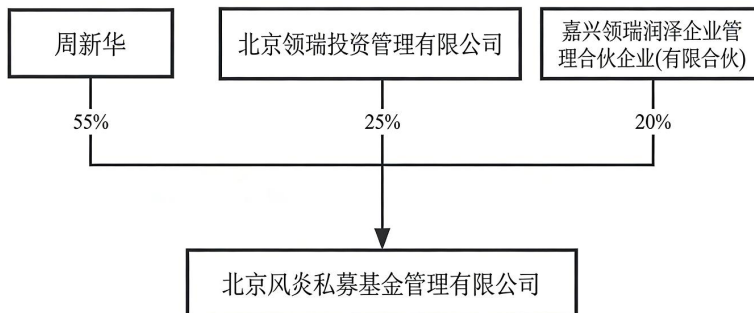 周新华
北京领瑞投资管理有限公司
嘉兴领瑞润泽企业管
理合伙企业(有限合伙)
55%
25%
20%
北京风炎私募基金管理有限公司